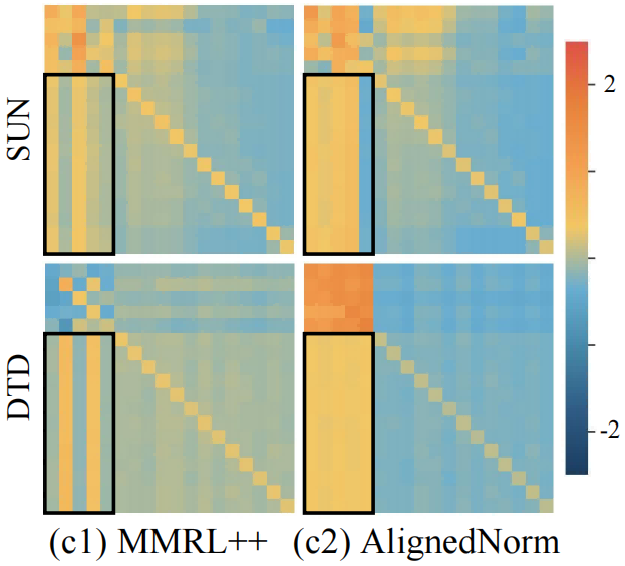 SUN
2
DTD
-2
(c1) MMRL++ (c2) AlignedNorm